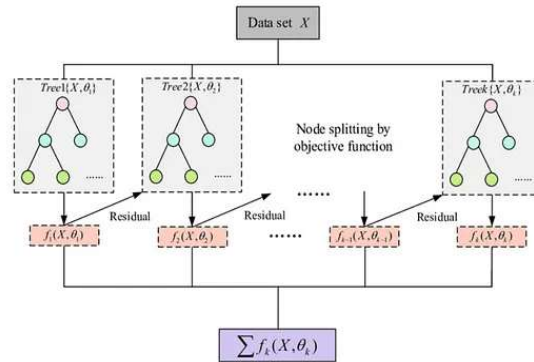 Data set X
Tree1{X,θ₁}
Tree2{X,θ₂}
Treek{X,θₖ}
Node splitting by
objective function
......
......
......
......
Residual
Residual
Residual
......
f₁(X,θ₁)
f₂(X,θ₂)
fₖ₋₁(X,θₖ₋₁)
fₖ(X,θₖ)
∑ fₖ(X,θₖ)